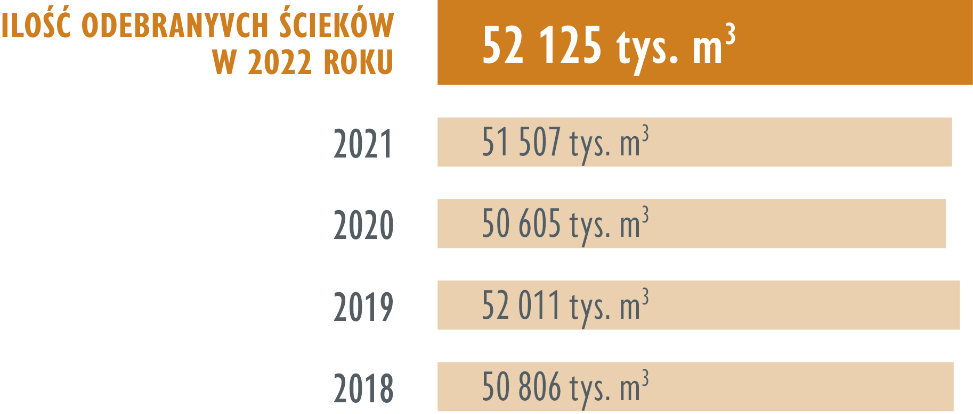 ILOŚĆ ODEBRANYVCH ŚCIEKÓW
W 2022 ROKU
52 125 tys. m³
2021
51 507 tys. m³
2020
50 605 tys. m³
2019
52 011 tys. m³
2018
50 806 tys. m³